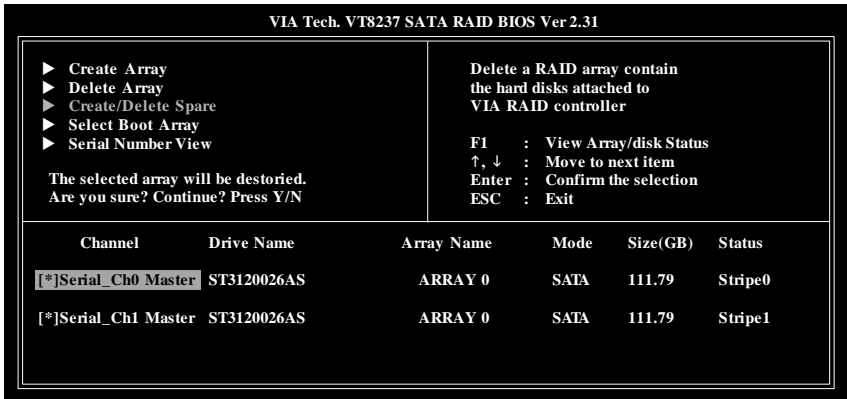 VIA Tech. VT8237 SATA RAID BIOS Ver 2.31
▶ Create Array
▶ Delete Array
▶ Create/Delete Spare
▶ Select Boot Array
▶ Serial Number View
The selected array will be destoried.
Are you sure? Continue? Press Y/N
Delete a RAID array contain
the hard disks attached to
VIA RAID controller
F1 : View Array/disk Status
↑, ↓ : Move to next item
Enter : Confirm the selection
ESC : Exit
Channel Drive Name Array Name Mode Size(GB) Status
[*]Serial_Ch0 Master ST3120026AS ARRAY 0 SATA 111.79 Stripe0
[*]Serial_Ch1 Master ST3120026AS ARRAY 0 SATA 111.79 Stripe1